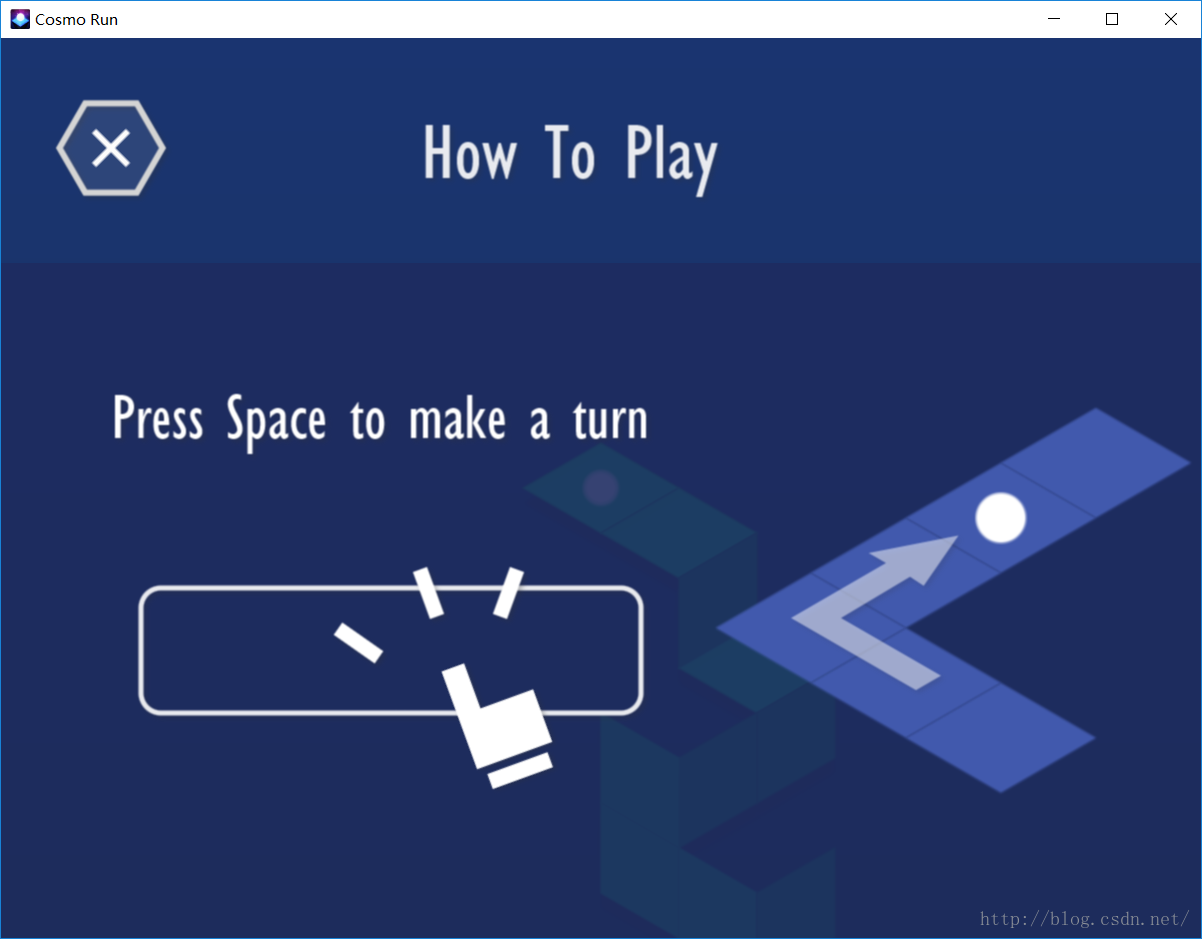 Cosmo Run
How To Play
Press Space to make a turn
http://blog.csdn.net/